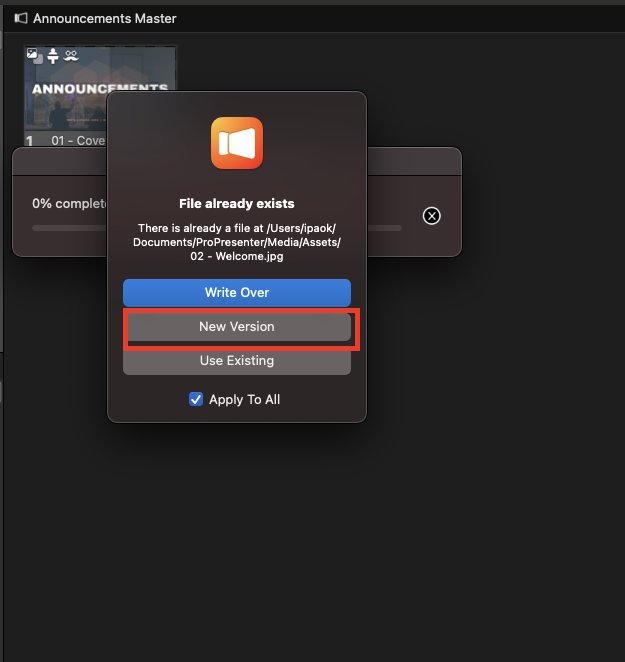 Announcements Master
ANNOUNCEMENTS
1 01 - Cove
0% complete
File already exists
There is already a file at /Users/ipaok/
Documents/ProPresenter/Media/Assets/
02 - Welcome.jpg
Write Over
New Version
Use Existing
Apply To All